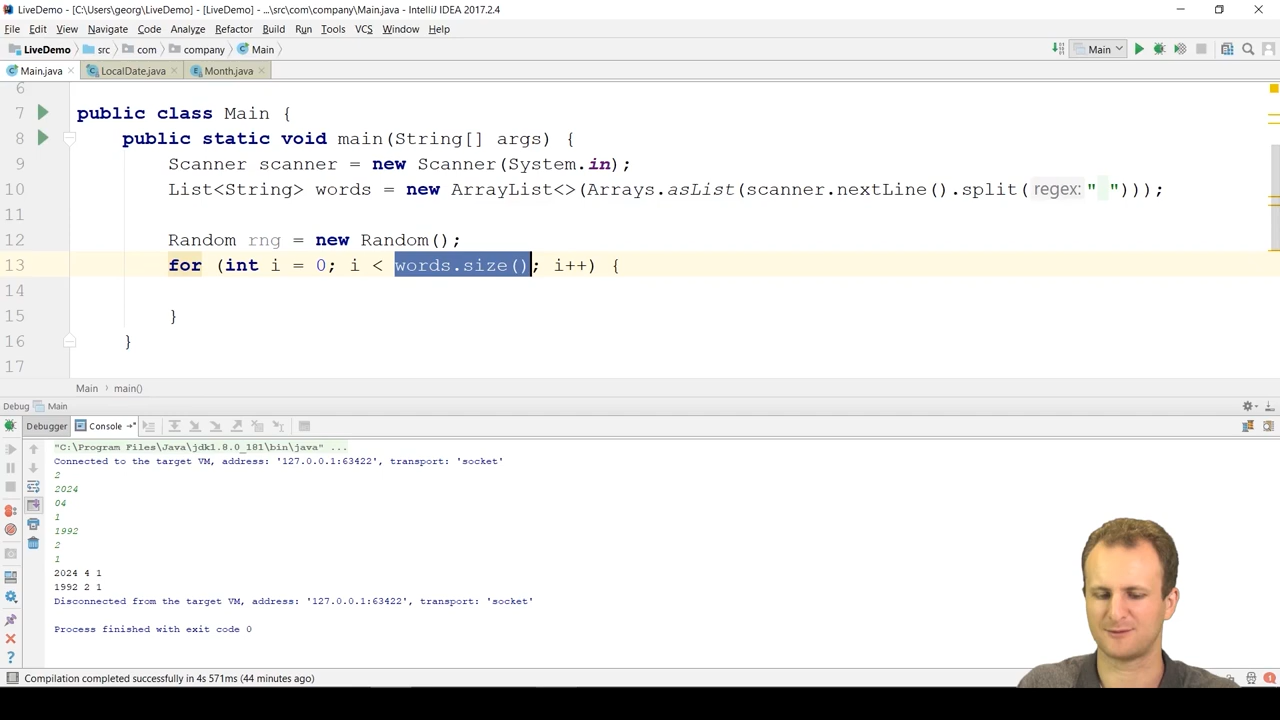 LiveDemo - [C:\Users\georg\LiveDemo] - [LiveDemo] - ...\src\com\company\Main.java - IntelliJ IDEA 2017.2.4
File Edit View Navigate Code Analyze Refactor Build Run Tools VCS Window Help
LiveDemo src com company Main Main
Main.java LocalDate.java Month.java
6
7 public class Main {
8 public static void main(String[] args) {
9 Scanner scanner = new Scanner(System.in);
10 List<String> words = new ArrayList<>(Arrays.asList(scanner.nextLine().split( regex: " ")));
11
12 Random rng = new Random();
13 for (int i = 0; i < words.size(); i++) {
14
15 }
16 }
17
Main › main()
Debug Main
Debugger Console
"C:\Program Files\Java\jdk1.8.0_181\bin\java" ...
Connected to the target VM, address: '127.0.0.1:63422', transport: 'socket'
2
2024
04
1
1992
2
1
2024 4 1
1992 2 1
Disconnected from the target VM, address: '127.0.0.1:63422', transport: 'socket'
Process finished with exit code 0
Compilation completed successfully in 4s 571ms (44 minutes ago)